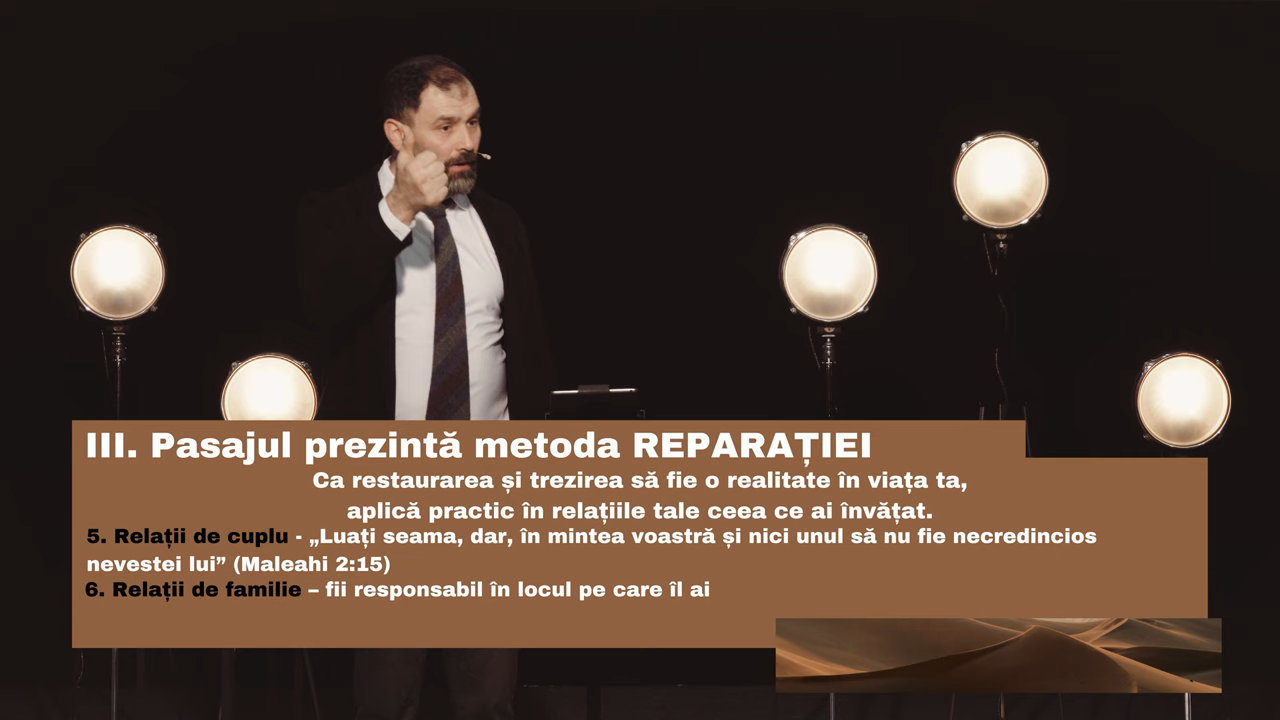 III. Pasajul prezintă metoda REPARAȚIEI
Ca restaurarea și trezirea să fie o realitate în viața ta,
aplică practic în relațiile tale ceea ce ai învățat.
5. Relații de cuplu - „Luați seama, dar, în mintea voastră și nici unul să nu fie necredincios
nevestei lui” (Maleahi 2:15)
6. Relații de familie – fii responsabil în locul pe care îl ai